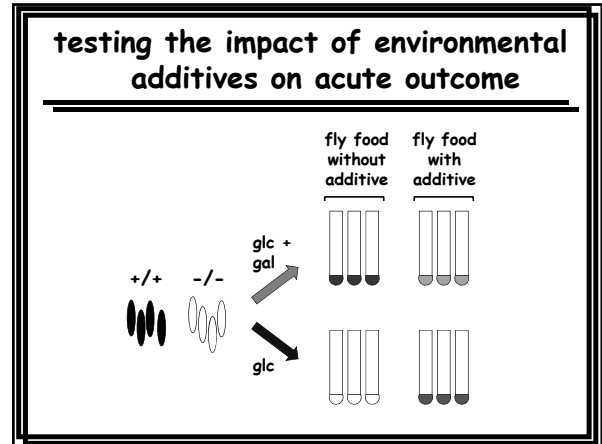 testing the impact of environmental
additives on acute outcome
fly food
without
additive
fly food
with
additive
glc +
gal
+/+ -/-
glc